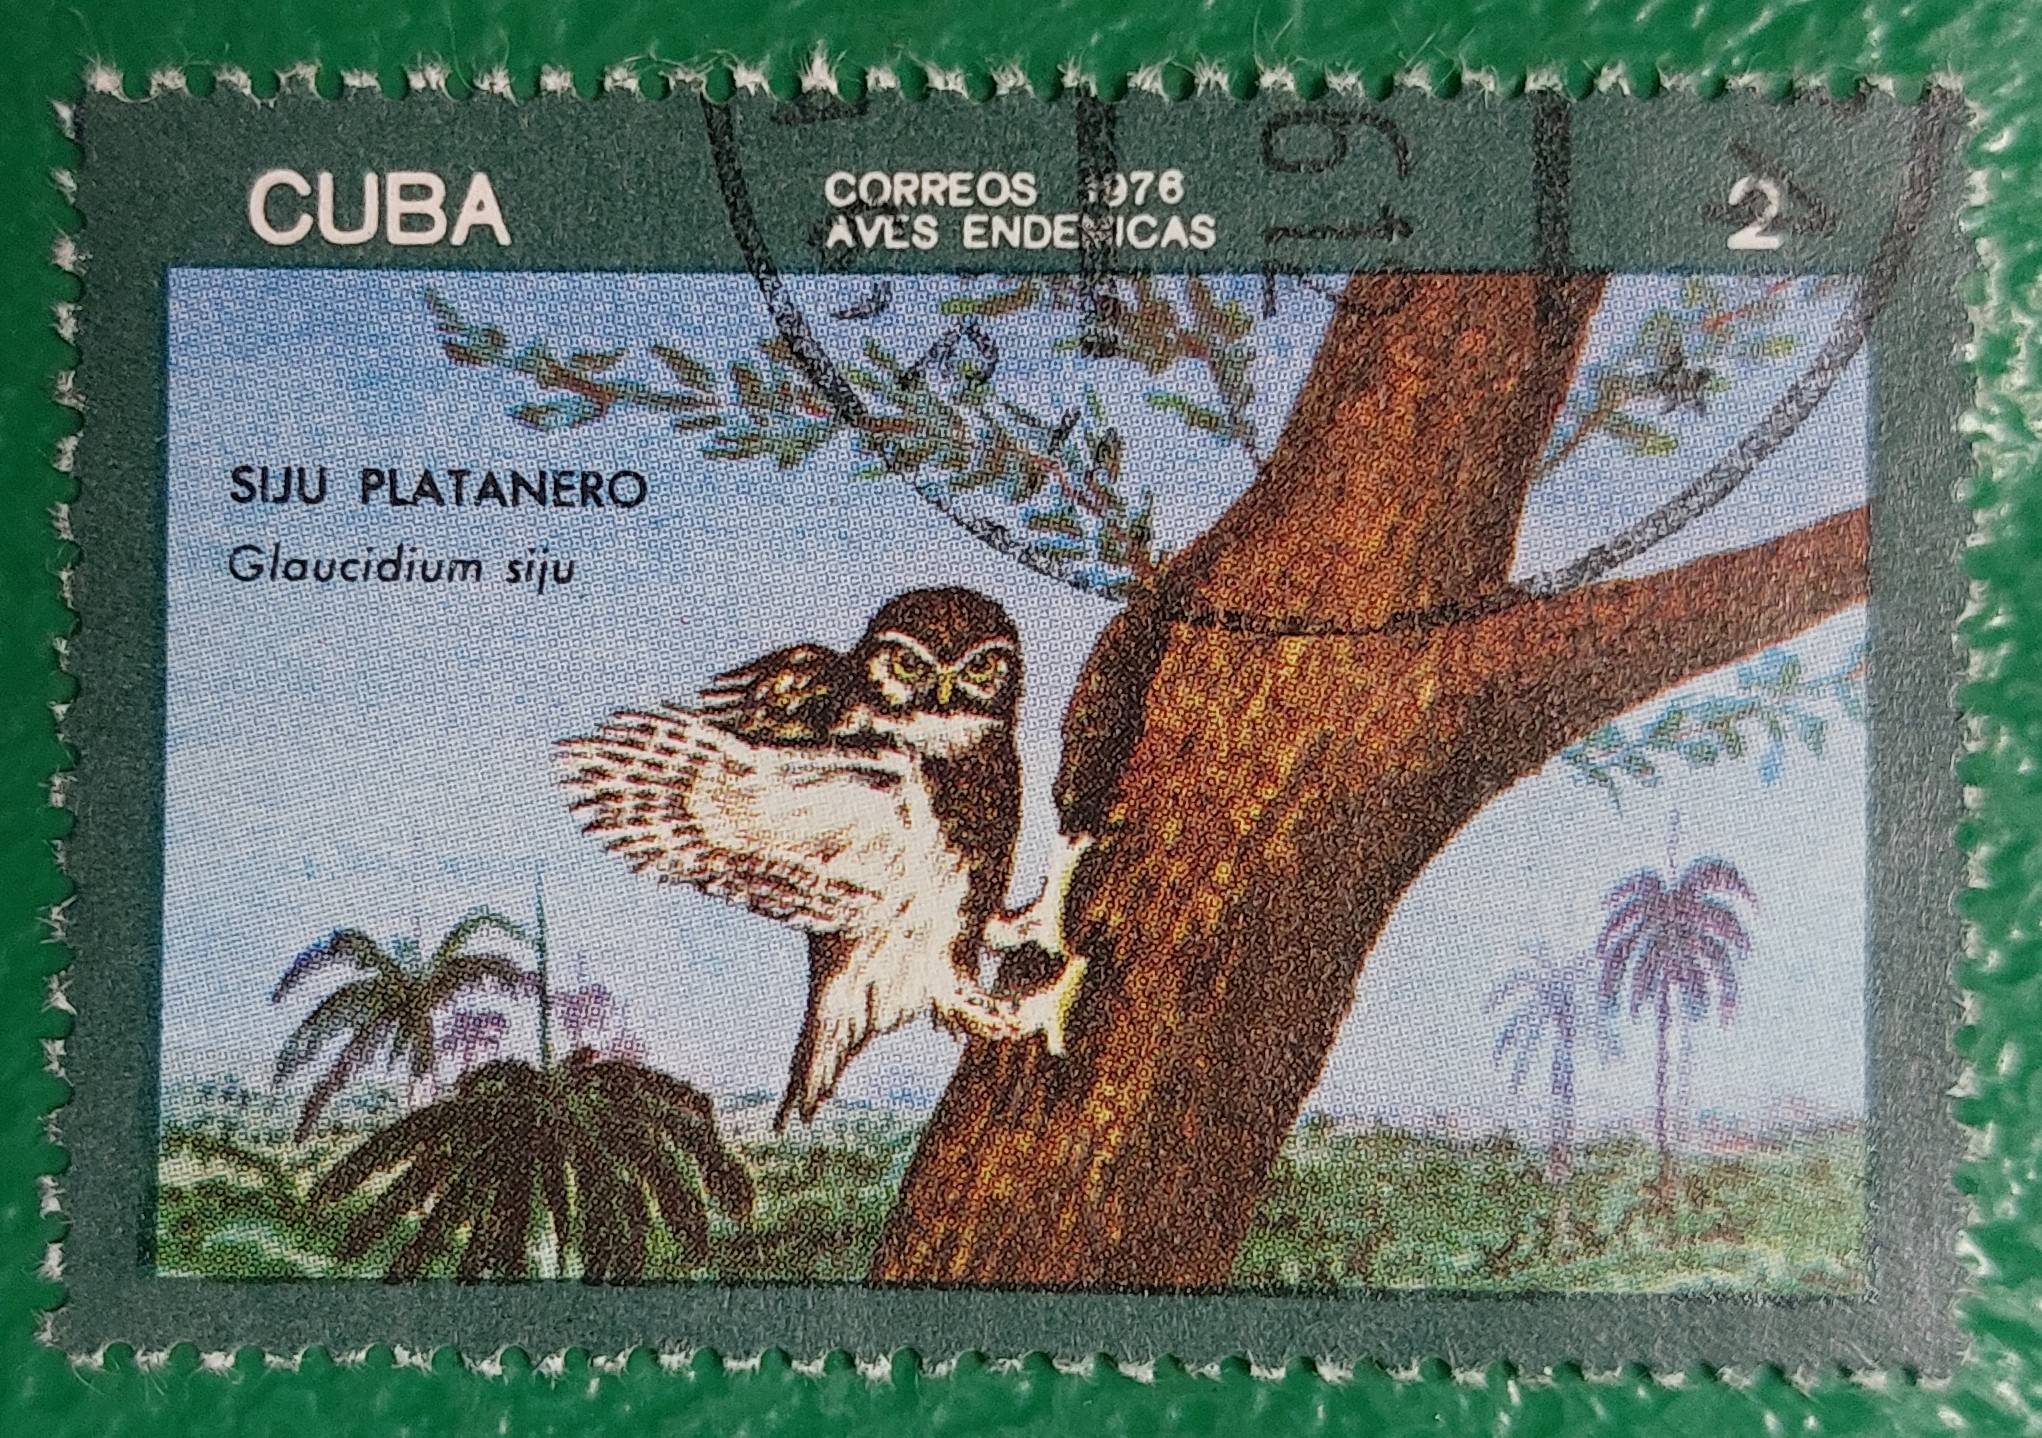 CUBA
CORREOS 1976
AVES ENDEMICAS
2
SIJU PLATANERO
Glaucidium siju